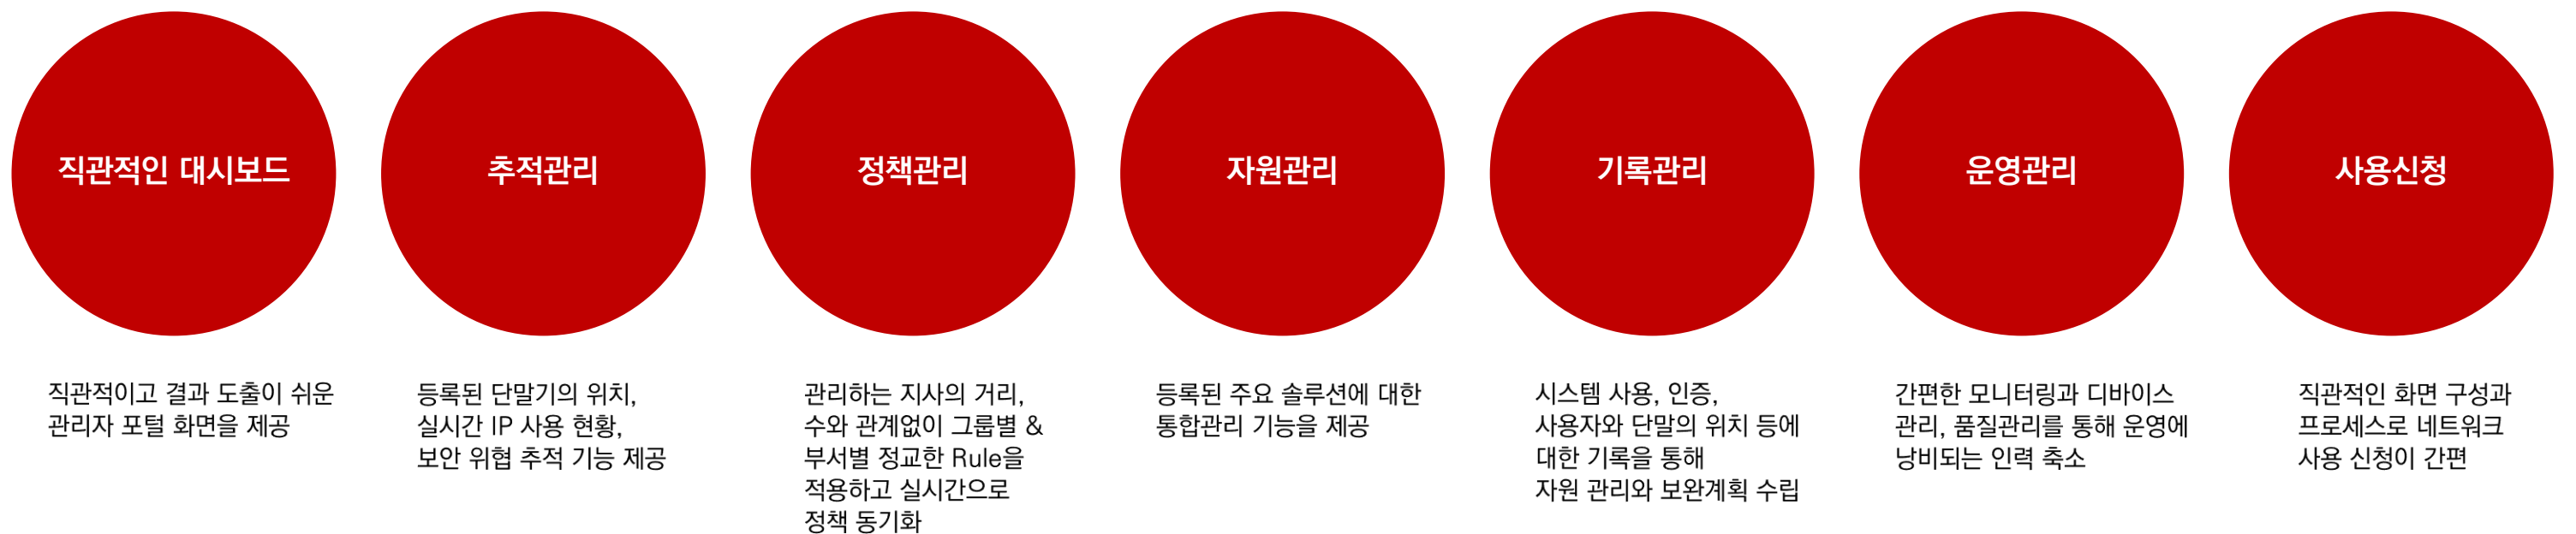 직관적인 대시보드
직관적이고 결과 도출이 쉬운
관리자 포털 화면을 제공
추적관리
등록된 단말기의 위치,
실시간 IP 사용 현황,
보안 위협 추적 기능 제공
정책관리
관리하는 지사의 거리,
수와 관계없이 그룹별 &
부서별 정교한 Rule을
적용하고 실시간으로
정책 동기화
자원관리
등록된 주요 솔루션에 대한
통합관리 기능을 제공
기록관리
시스템 사용, 인증,
사용자와 단말의 위치 등에
대한 기록을 통해
자원 관리와 보완계획 수립
운영관리
간편한 모니터링과 디바이스
관리, 품질관리를 통해 운영에
낭비되는 인력 축소
사용신청
직관적인 화면 구성과
프로세스로 네트워크
사용 신청이 간편